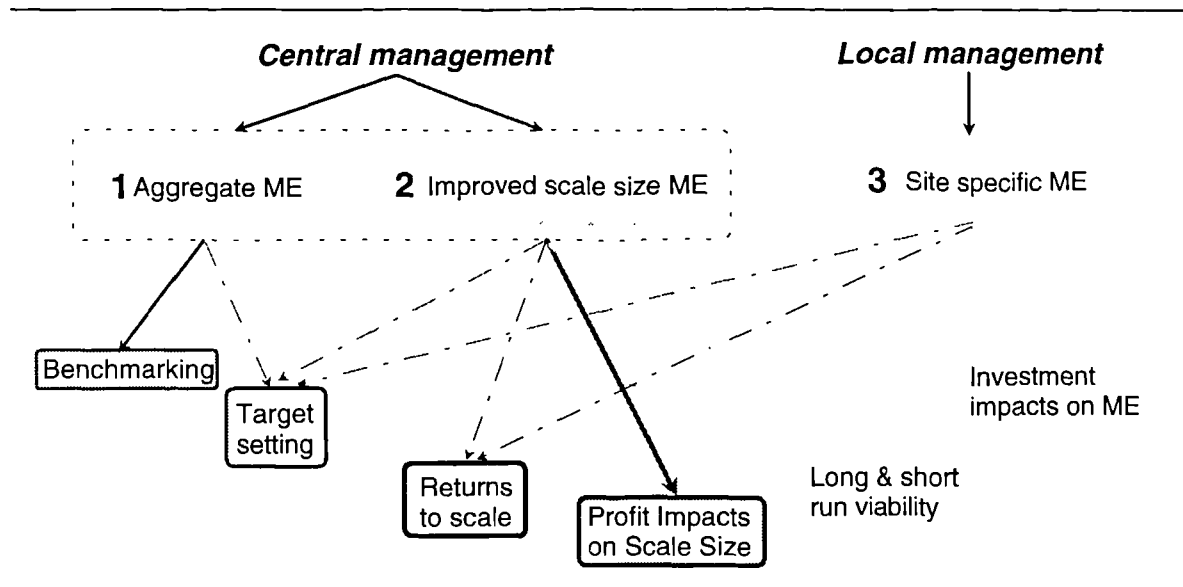 Central management
Local management
1 Aggregate ME
2 Improved scale size ME
3 Site specific ME
Benchmarking
Target
setting
Investment
impacts on ME
Returns
to scale
Long & short
run viability
Profit Impacts
on Scale Size